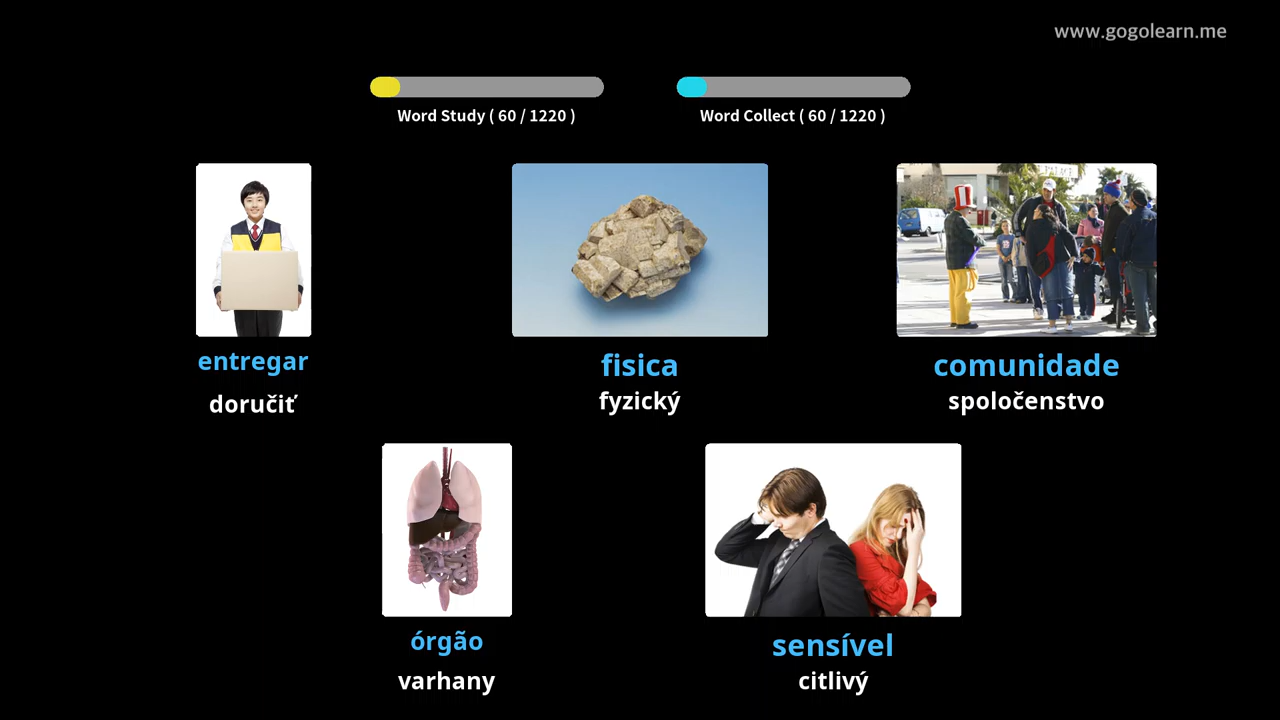 www.gogolearn.me
Word Study ( 60 / 1220 )
Word Collect ( 60 / 1220 )
entregar
doručiť
fisica
fyzický
comunidade
spoločenstvo
órgão
varhany
sensível
citlivý